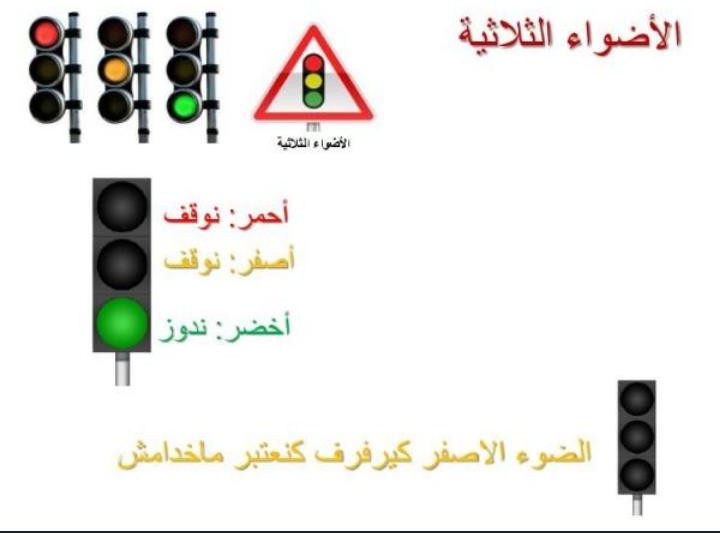 الأضواء الثلاثية
الأضواء الثلاثية
أحمر: نوقف
أصفر: نوقف
أخضر: ندوز
الضوء الاصفر كيرفرف كنعتبر ماخدامش